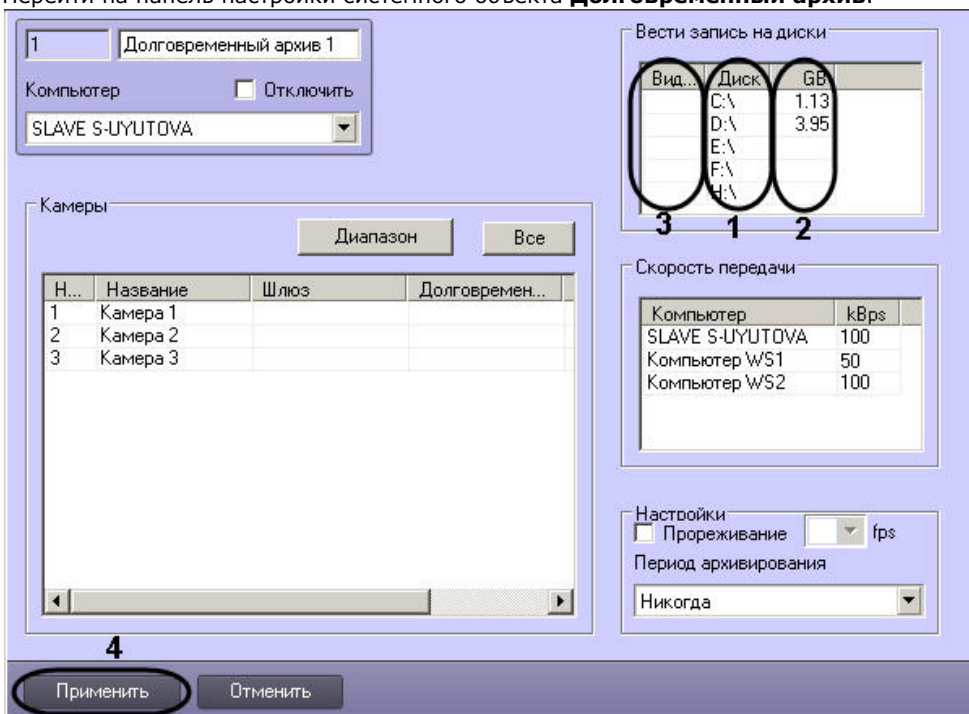 Перейти на панель настройки системного объекта Долговременный архив.
1
Долговременный архив 1
Компьютер
Отключить
SLAVE S-UYUTOVA
Вести запись на диски
Вид... Диск GB
C:\ 1.13
D:\ 3.95
E:\
F:\
H:\
3 1 2
Камеры
Диапазон Все
Н... Название Шлюз Долговремен...
1 Камера 1
2 Камера 2
3 Камера 3
Скорость передачи
Компьютер kBps
SLAVE S-UYUTOVA 100
Компьютер WS1 50
Компьютер WS2 100
Настройки
Прореживание fps
Период архивирования
Никогда
4
Применить Отменить